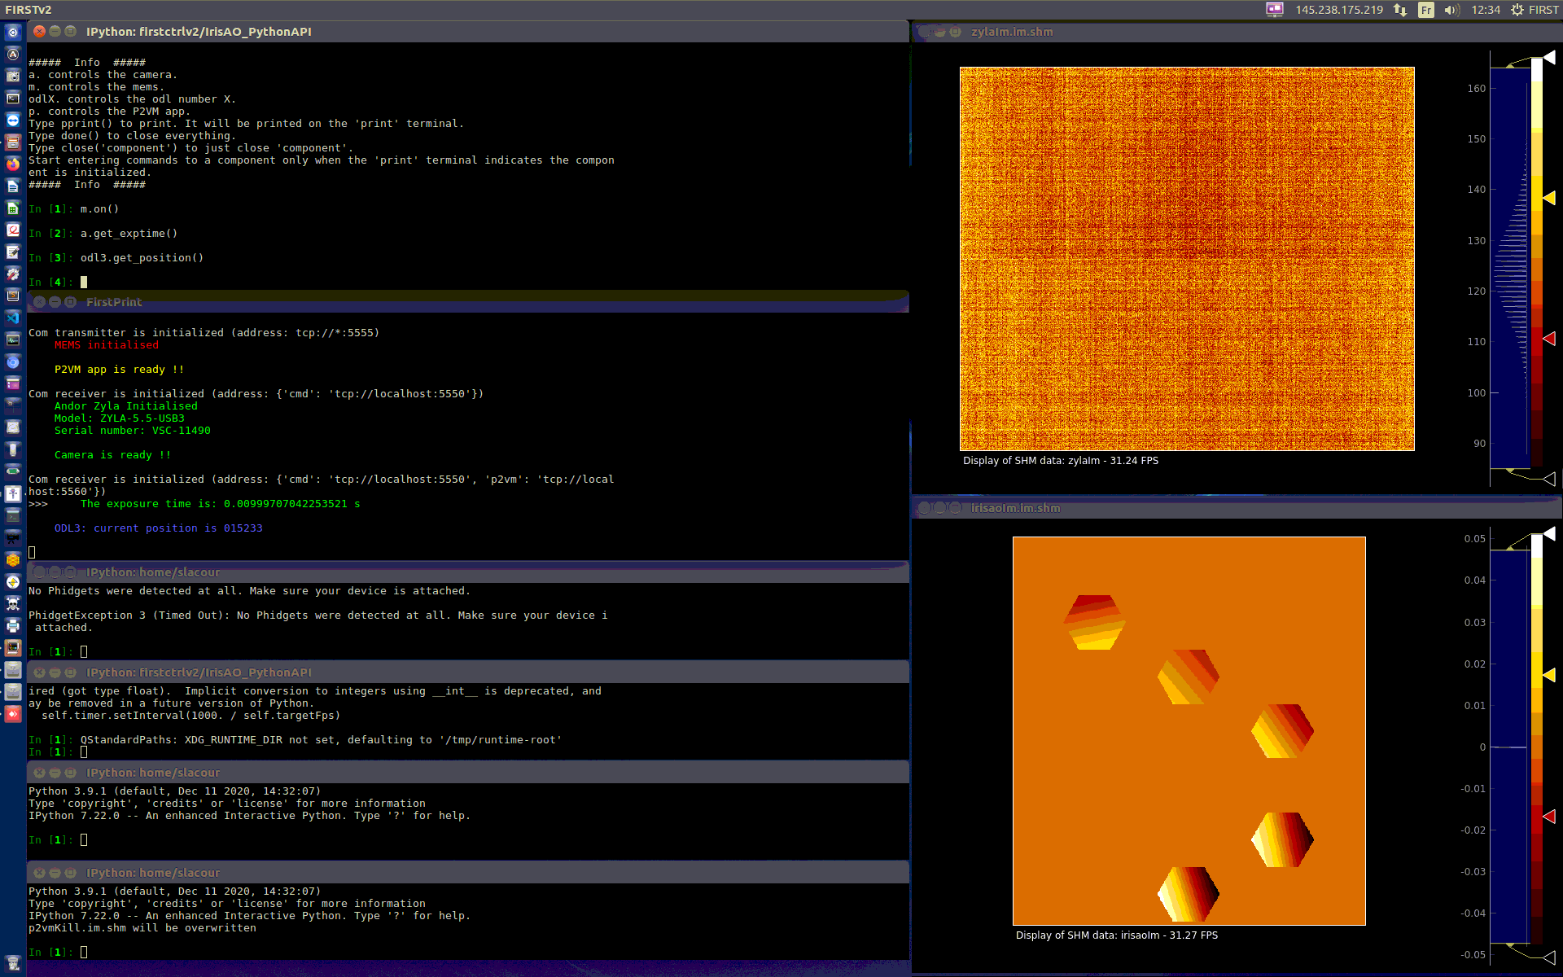 FIRSTv2
145.238.175.219 Fr 12:34 FIRST
IPython: firstctrlv2/IrisAO_PythonAPI
##### Info #####
a. controls the camera.
m. controls the mems.
odlX. controls the odl number X.
p. controls the P2VM app.
Type pprint() to print. It will be printed on the 'print' terminal.
Type done() to close everything.
Type close('component') to just close 'component'.
Start entering commands to a component only when the 'print' terminal indicates the compon
ent is initialized.
##### Info #####
In [1]: m.on()
In [2]: a.get_exptime()
In [3]: odl3.get_position()
In [4]:
FirstPrint
Com transmitter is initialized (address: tcp://*:5555)
MEMS initialised
P2VM app is ready !!
Com receiver is initialized (address: {'cmd': 'tcp://localhost:5550'})
Andor Zyla Initialised
Model: ZYLA-5.5-USB3
Serial number: VSC-11490
Camera is ready !!
Com receiver is initialized (address: {'cmd': 'tcp://localhost:5550', 'p2vm': 'tcp://local
host:5560'})
>>> The exposure time is: 0.00999707042253521 s
ODL3: current position is 015233
IPython: home/slacour
No Phidgets were detected at all. Make sure your device is attached.
PhidgetException 3 (Timed Out): No Phidgets were detected at all. Make sure your device i
attached.
In [1]:
IPython: firstctrlv2/IrisAO_PythonAPI
ired (got type float). Implicit conversion to integers using __int__ is deprecated, and
ay be removed in a future version of Python.
self.timer.setInterval(1000. / self.targetFps)
In [1]: QStandardPaths: XDG_RUNTIME_DIR not set, defaulting to '/tmp/runtime-root'
In [1]:
IPython: home/slacour
Python 3.9.1 (default, Dec 11 2020, 14:32:07)
Type 'copyright', 'credits' or 'license' for more information
IPython 7.22.0 -- An enhanced Interactive Python. Type '?' for help.
In [1]:
IPython: home/slacour
Python 3.9.1 (default, Dec 11 2020, 14:32:07)
Type 'copyright', 'credits' or 'license' for more information
IPython 7.22.0 -- An enhanced Interactive Python. Type '?' for help.
p2vmKill.im.shm will be overwritten
In [1]:
zylaIm.im.shm
160
150
140
130
120
110
100
90
Display of SHM data: zylaIm - 31.24 FPS
irisaoIm.im.shm
0.05
0.04
0.03
0.02
0.01
0
-0.01
-0.02
-0.03
-0.04
-0.05
Display of SHM data: irisaoIm - 31.27 FPS